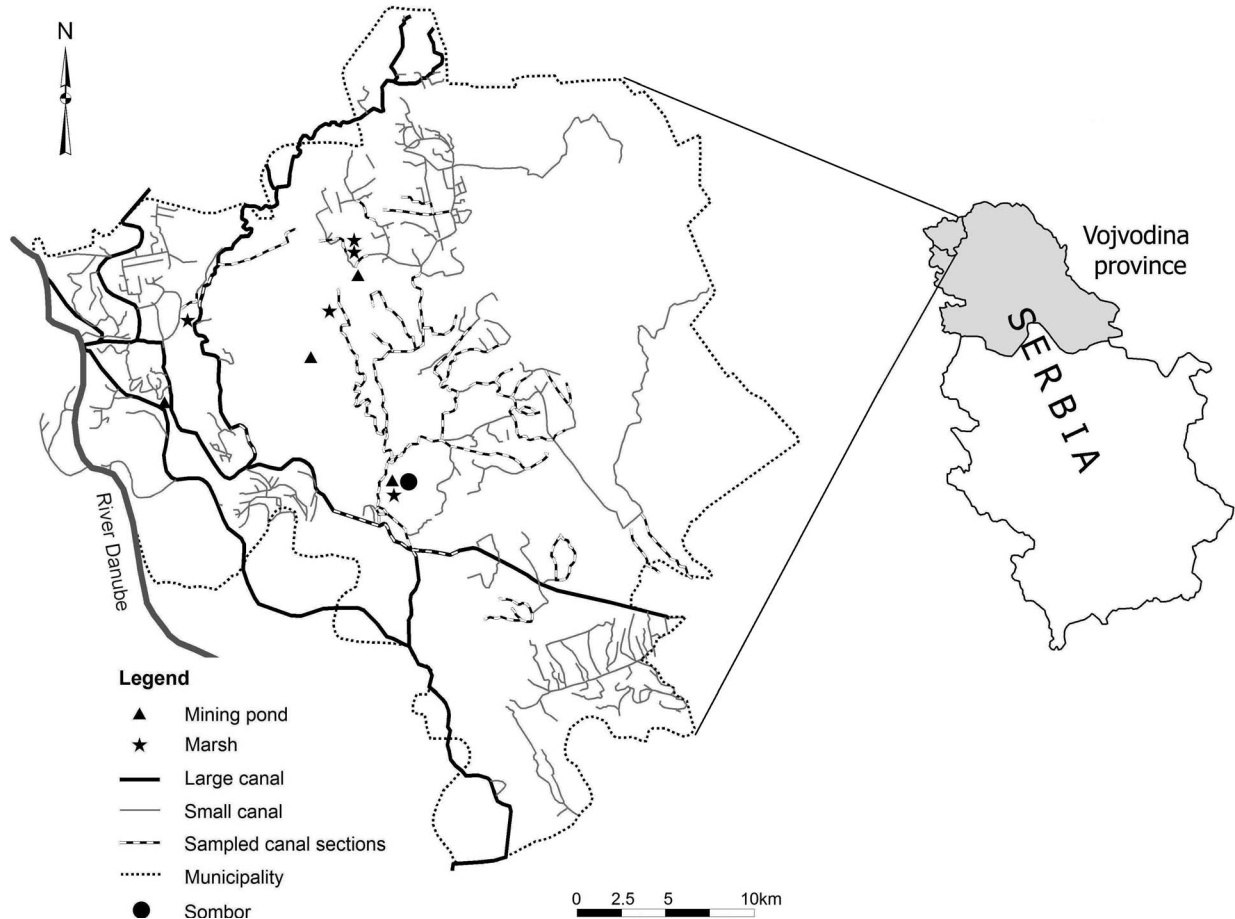 N
Vojvodina
province
SERBIA
River Danube
Legend
Mining pond
Marsh
Large canal
Small canal
Sampled canal sections
Municipality
Sombor
0 2.5 5 10km